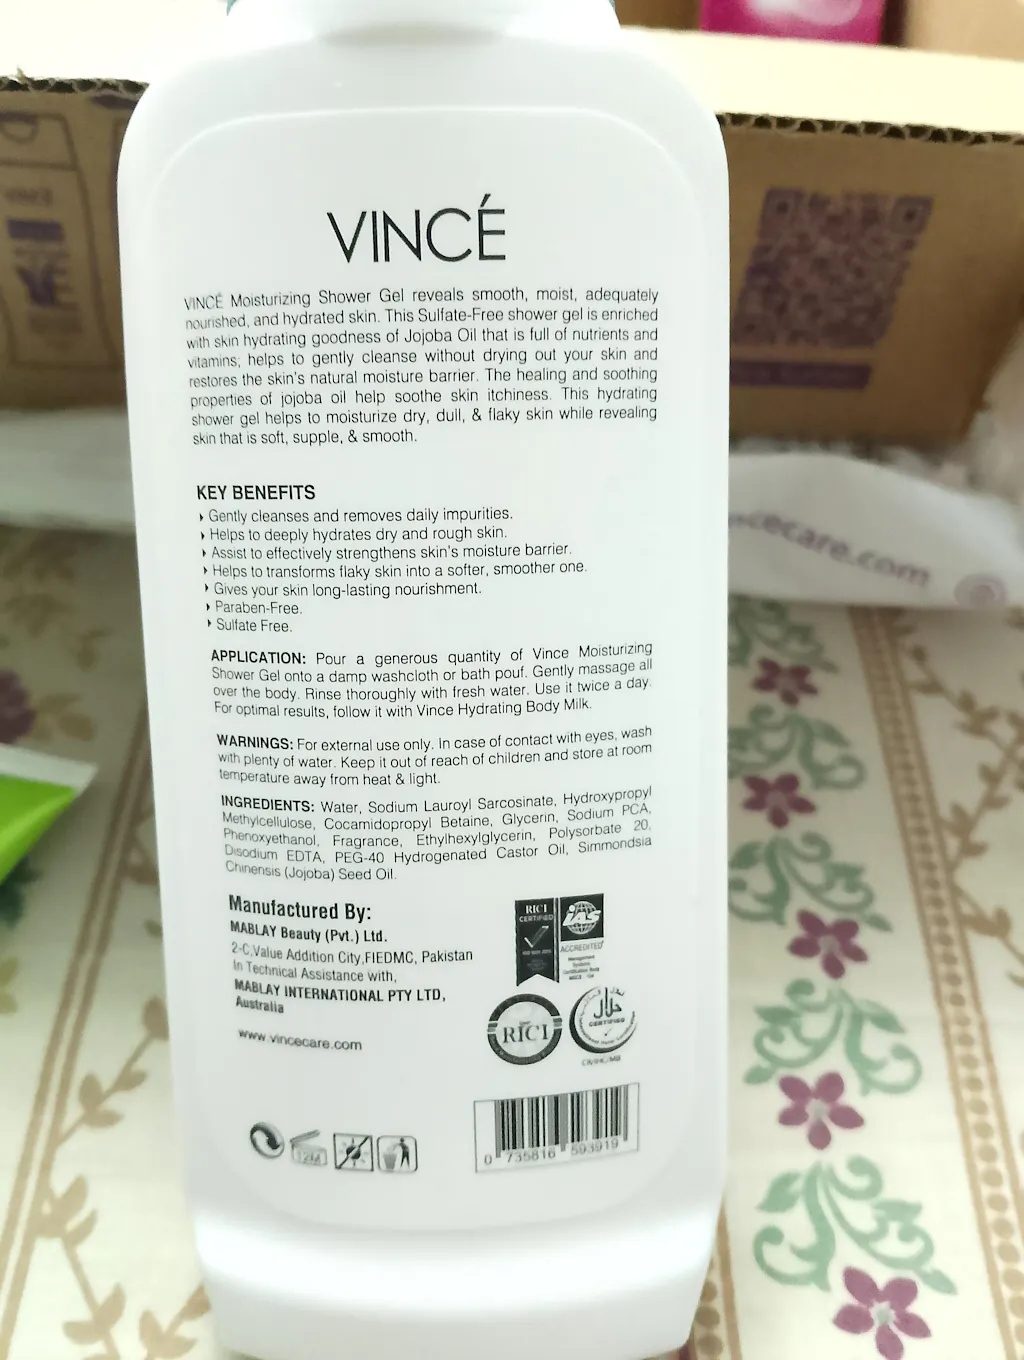 VINCÉ
VINCÉ Moisturizing Shower Gel reveals smooth, moist, adequately
nourished, and hydrated skin. This Sulfate-Free shower gel is enriched
with skin hydrating goodness of Jojoba Oil that is full of nutrients and
vitamins; helps to gently cleanse without drying out your skin and
restores the skin's natural moisture barrier. The healing and soothing
properties of jojoba oil help soothe skin itchiness. This hydrating
shower gel helps to moisturize dry, dull, & flaky skin while revealing
skin that is soft, supple, & smooth.
KEY BENEFITS
Gently cleanses and removes daily impurities.
Helps to deeply hydrates dry and rough skin.
Assist to effectively strengthens skin's moisture barrier.
Helps to transforms flaky skin into a softer, smoother one.
Gives your skin long-lasting nourishment.
Paraben-Free.
Sulfate Free.
APPLICATION: Pour a generous quantity of Vince Moisturizing
Shower Gel onto a damp washcloth or bath pouf. Gently massage all
over the body. Rinse thoroughly with fresh water. Use it twice a day.
For optimal results, follow it with Vince Hydrating Body Milk.
WARNINGS: For external use only. In case of contact with eyes, wash
with plenty of water. Keep it out of reach of children and store at room
temperature away from heat & light.
INGREDIENTS: Water, Sodium Lauroyl Sarcosinate, Hydroxypropyl
Methylcellulose, Cocamidopropyl Betaine, Glycerin, Sodium PCA,
Phenoxyethanol, Fragrance, Ethylhexylglycerin, Polysorbate 20,
Disodium EDTA, PEG-40 Hydrogenated Castor Oil, Simmondsia
Chinensis (Jojoba) Seed Oil.
Manufactured By:
MABLAY Beauty (Pvt.) Ltd.
2-C,Value Addition City,FIEDMC, Pakistan
In Technical Assistance with,
MABLAY INTERNATIONAL PTY LTD,
Australia
www.vincecare.com
RICI
CERTIFIED
IAS
ACCREDITED
Management
Systems
Certification Body
RICI
حلال
CERTIFIED
12M
0 735816 593919
cecare.com